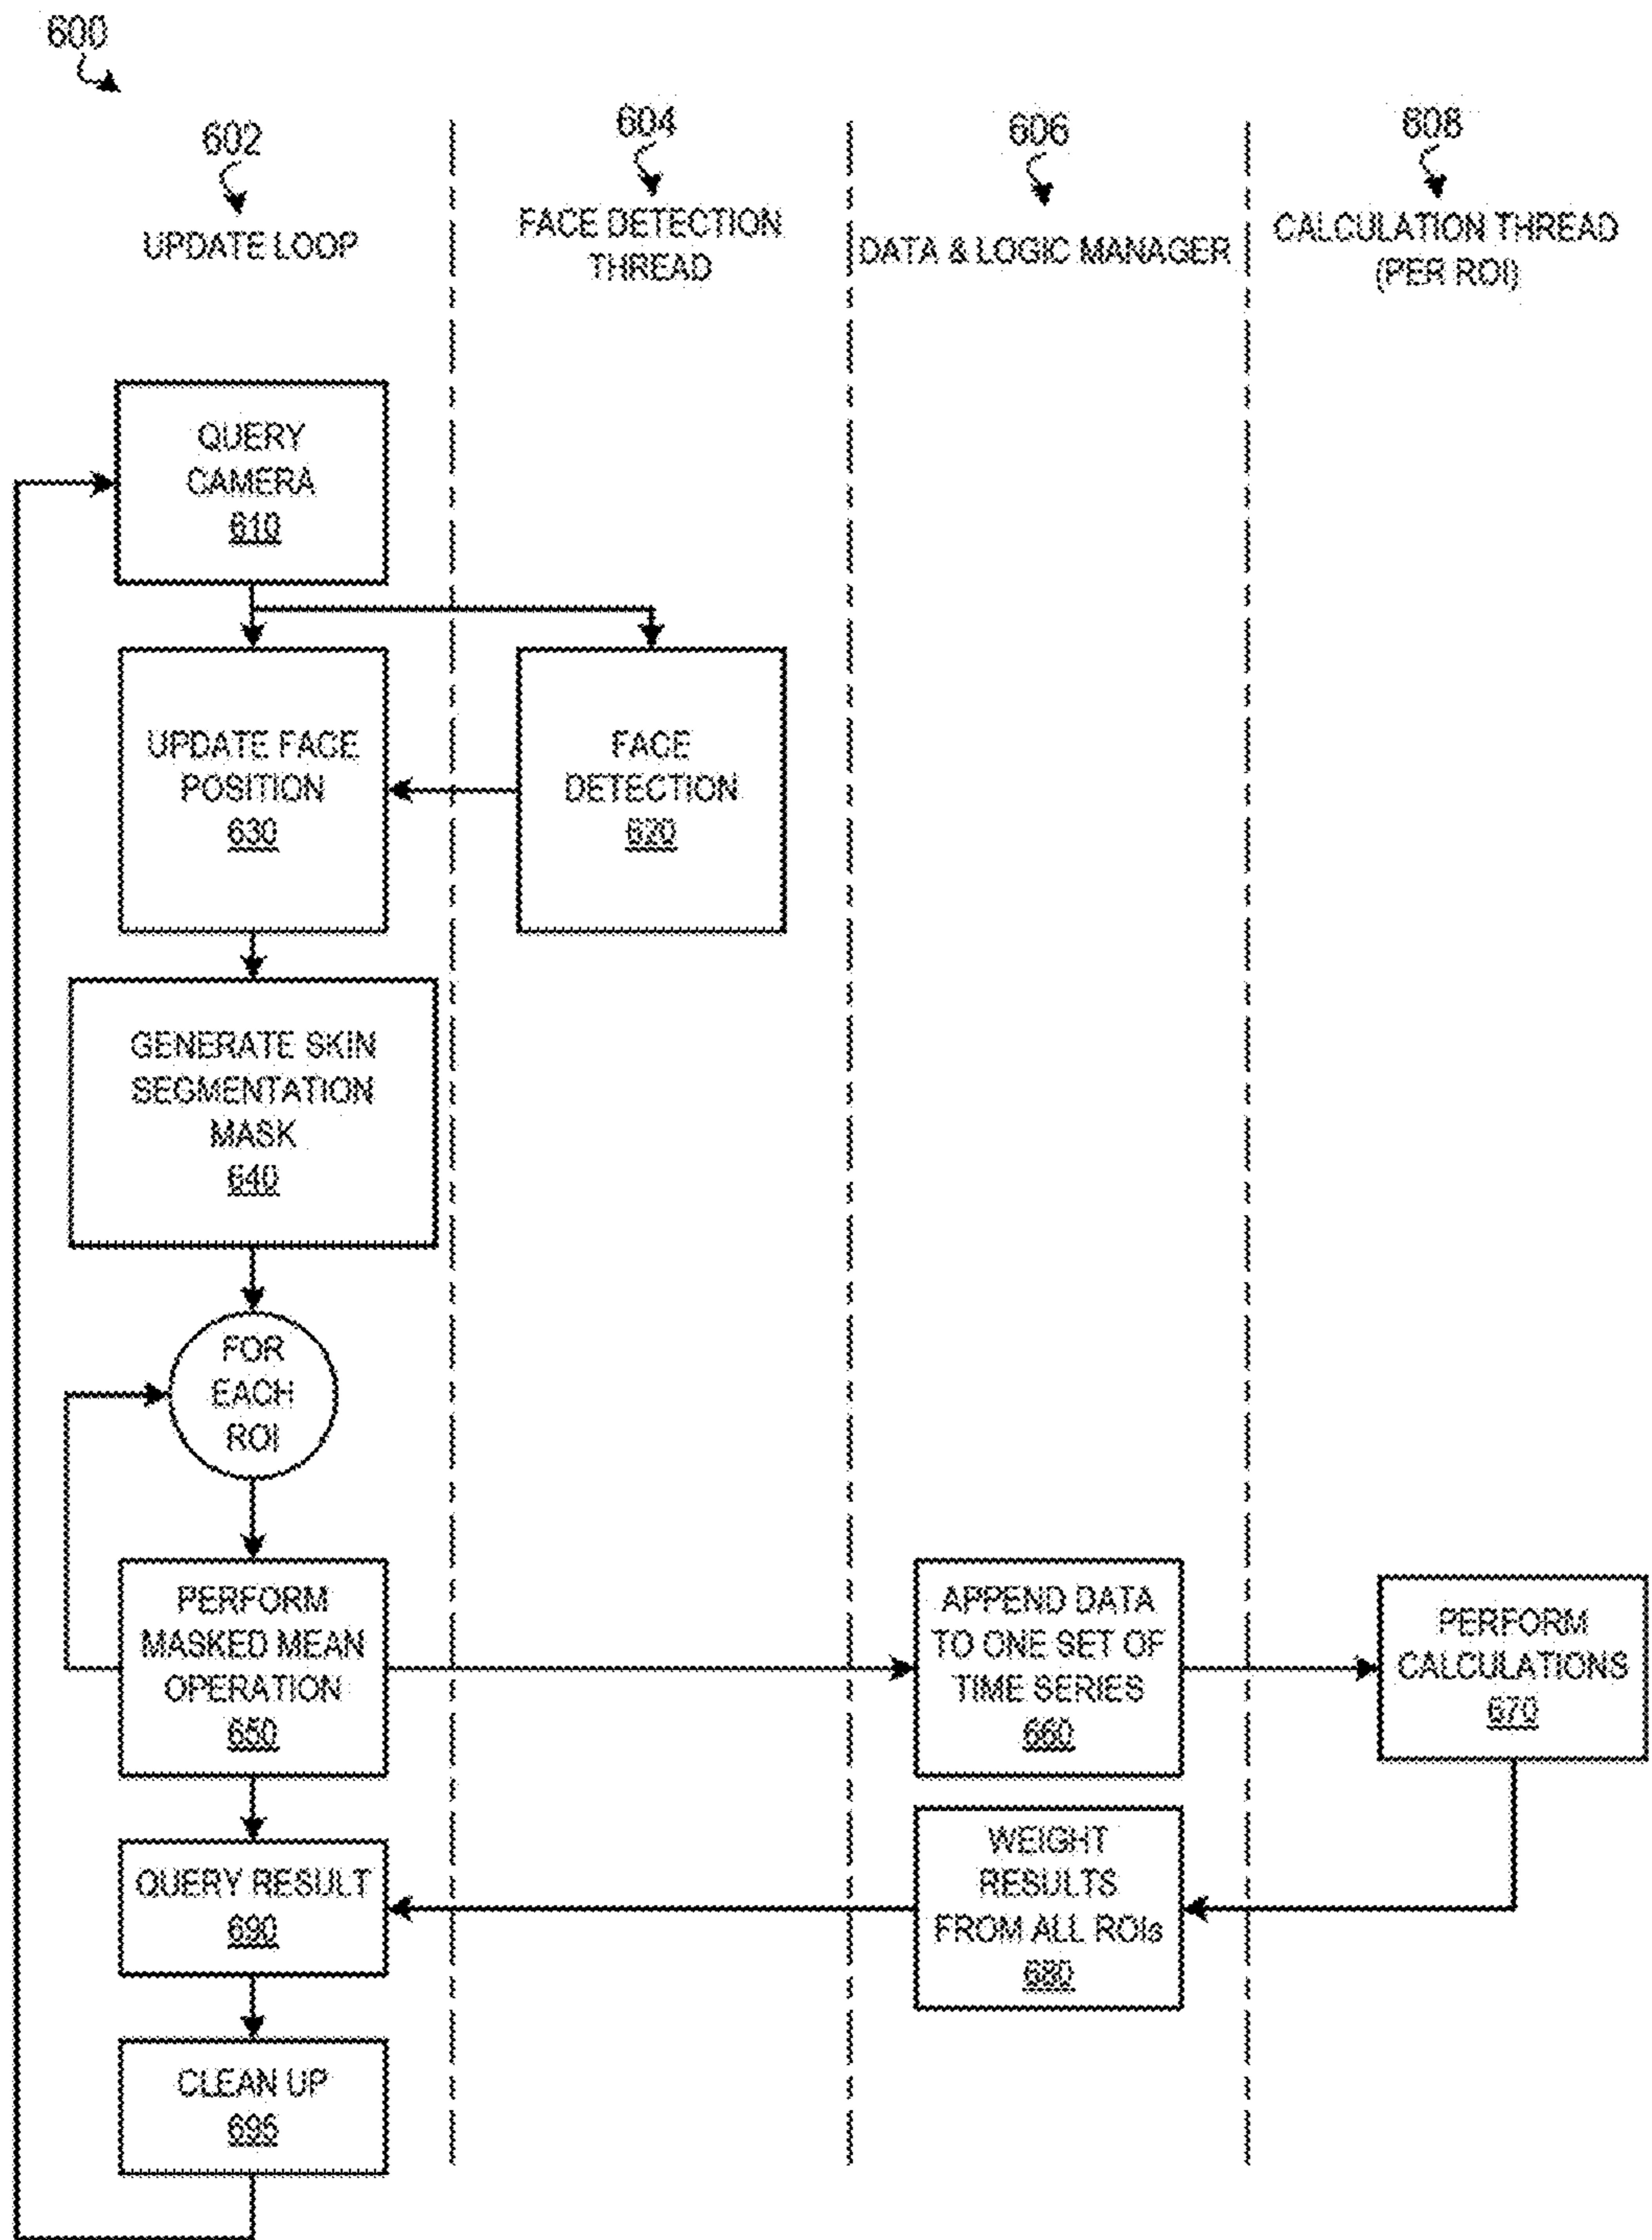 600
602
604
606
608
UPDATE LOOP
FACE DETECTION
THREAD
DATA & LOGIC MANAGER
CALCULATION THREAD
(PER ROI)
QUERY
CAMERA
610
UPDATE FACE
POSITION
630
FACE
DETECTION
620
GENERATE SKIN
SEGMENTATION
MASK
640
FOR
EACH
ROI
PERFORM
MASKED MEAN
OPERATION
650
APPEND DATA
TO ONE SET OF
TIME SERIES
660
PERFORM
CALCULATIONS
670
QUERY RESULT
690
WEIGHT
RESULTS
FROM ALL ROIs
680
CLEAN UP
695